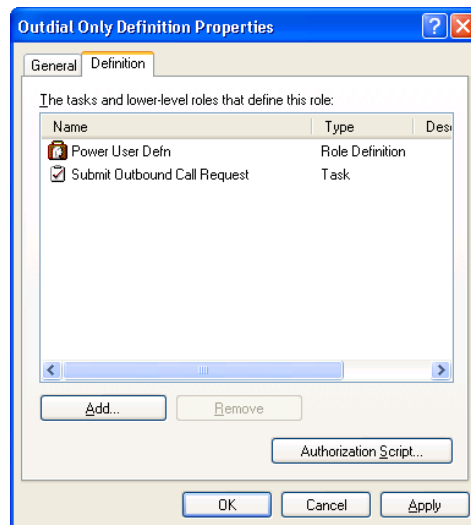 Outdial Only Definition Properties
General Definition
The tasks and lower-level roles that define this role:
Name Type Des
Power User Defn Role Definition
Submit Outbound Call Request Task
Add... Remove
Authorization Script...
OK Cancel Apply